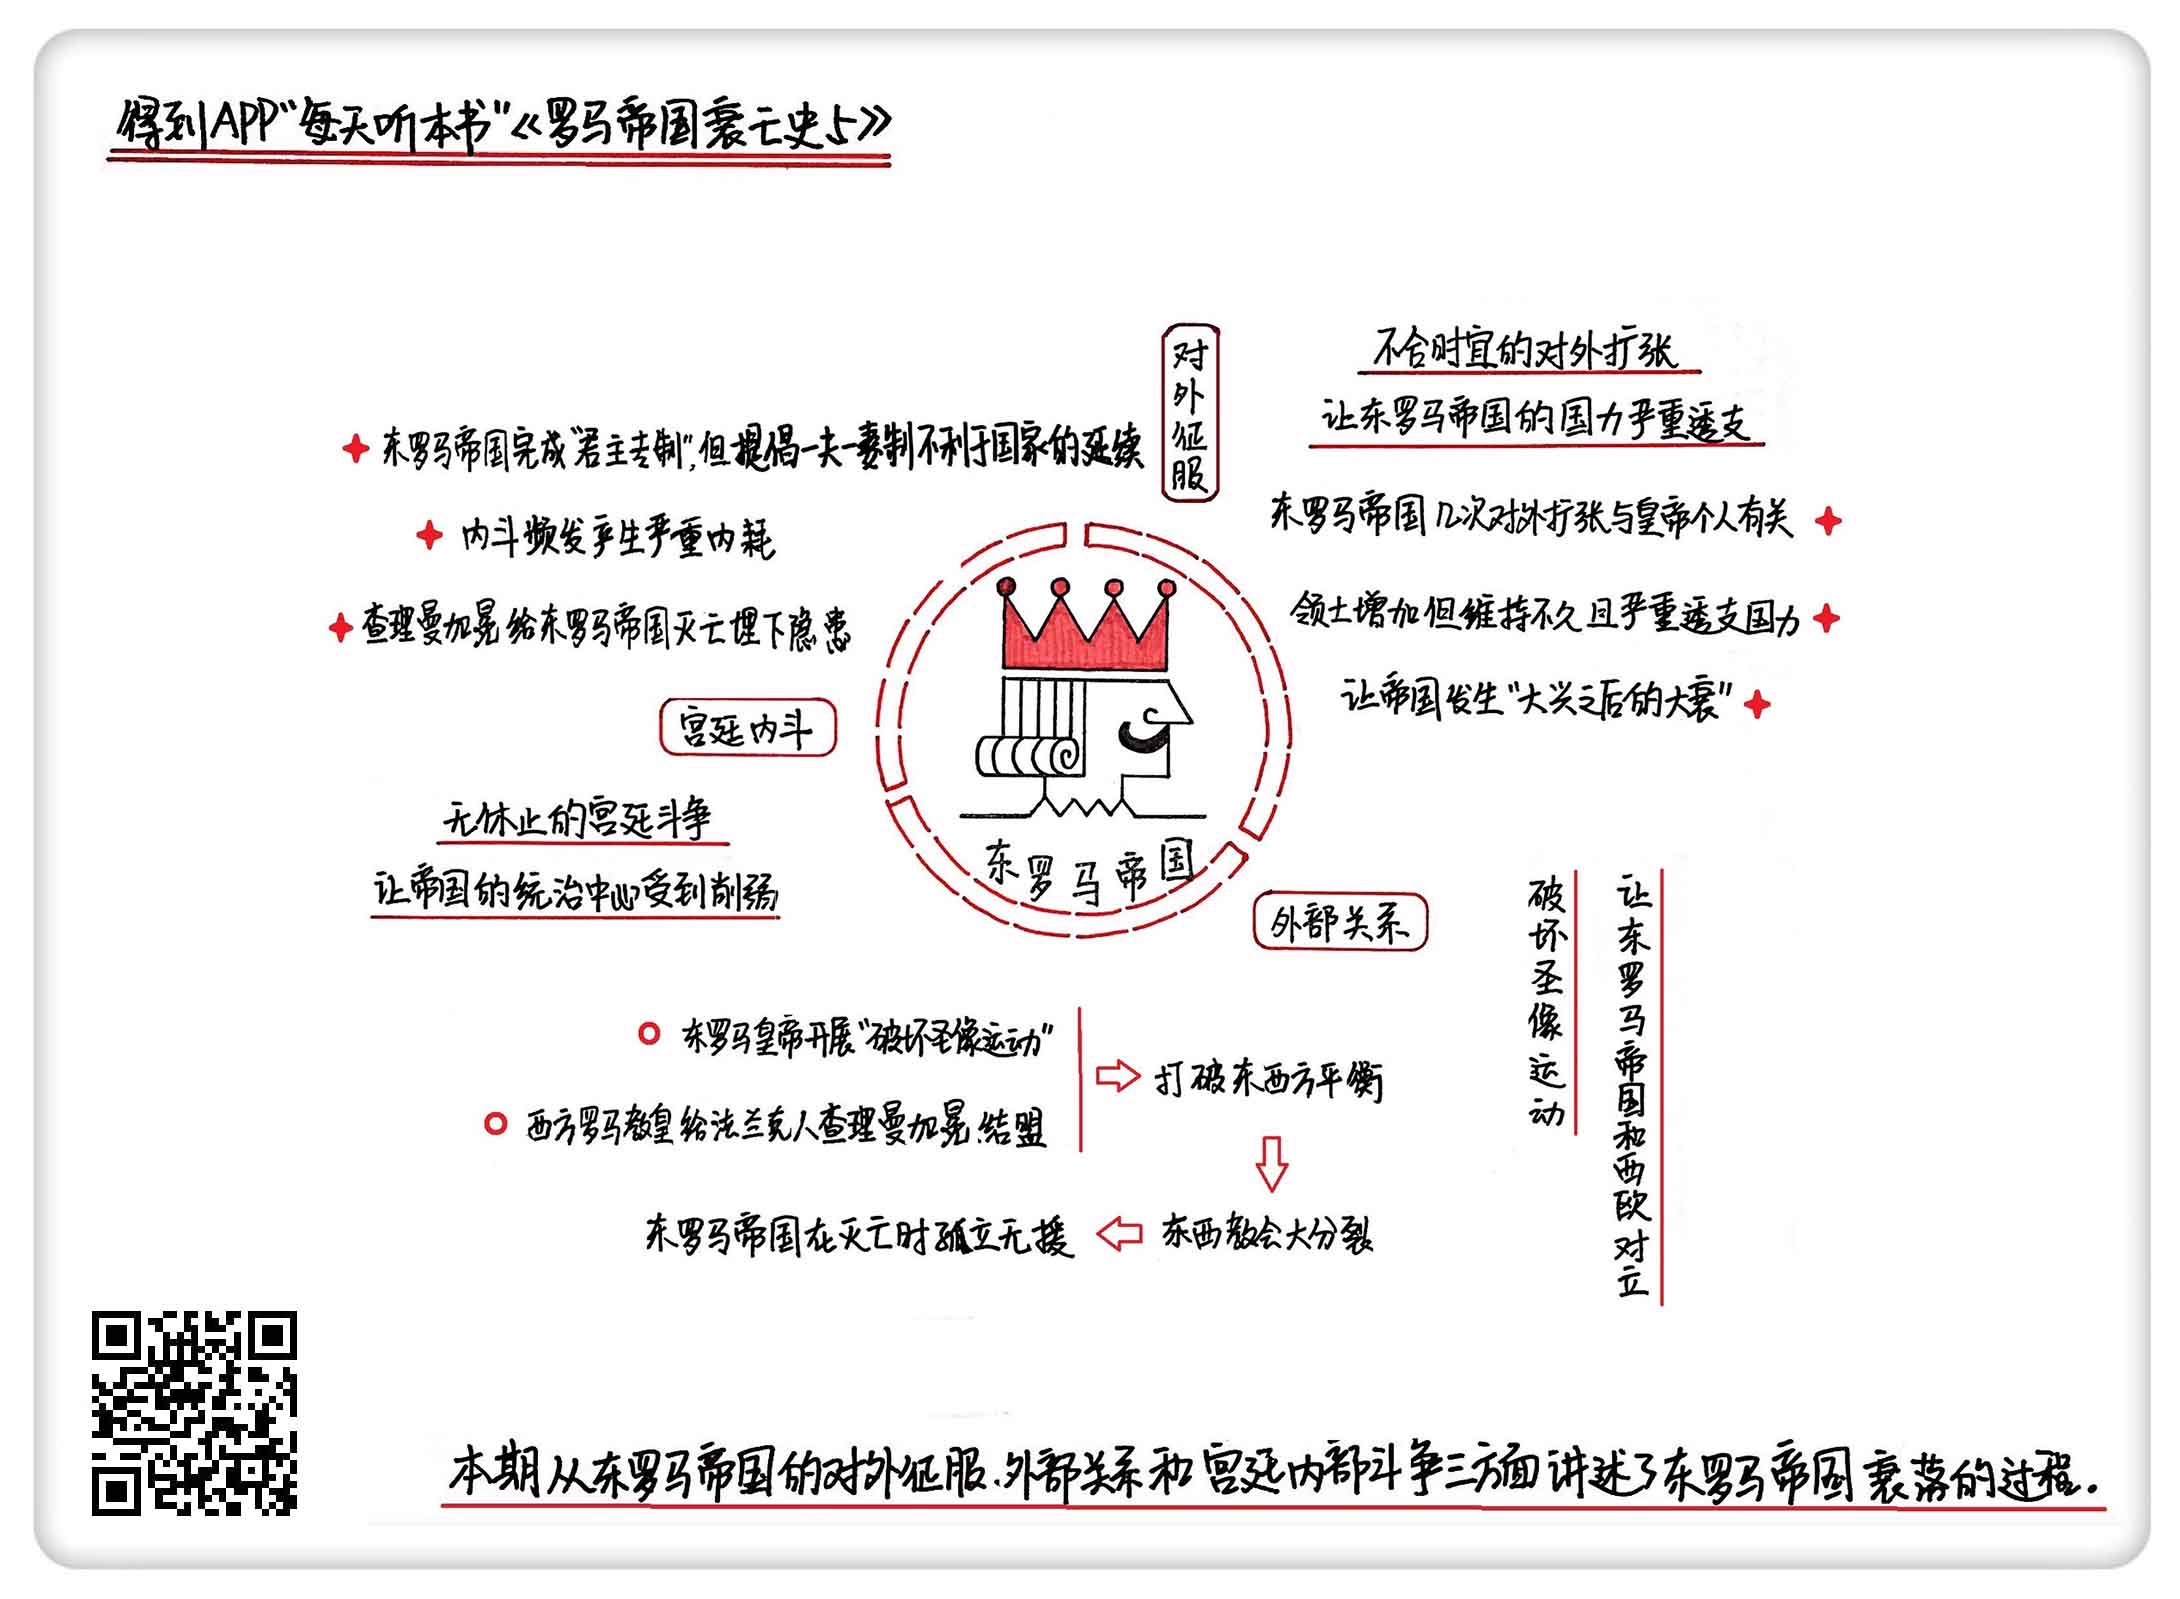 得到APP“每天听本书”《罗马帝国衰亡史5》
对外征服
不合时宜的对外扩张
让东罗马帝国的国力严重透支
东罗马帝国几次对外扩张与皇帝个人有关
领土增加但维持不久且严重透支国力
让帝国发生“大兴之后的大衰”
东罗马帝国完成“君主专制”,但提倡一夫一妻制不利于国家的延续
内斗频发产生严重内耗
查理曼加冕给东罗马帝国灭亡埋下隐患
宫廷内斗
无休止的宫廷斗争
让帝国的统治中心受到削弱
东罗马帝国
外部关系
破坏圣像运动
让东罗马帝国和西欧对立
东罗马皇帝开展“破坏圣像运动”
西方罗马教皇给法兰克人查理曼加冕、结盟
打破东西方平衡
东西教会大分裂
东罗马帝国在灭亡时孤立无援
本期从东罗马帝国的对外征服、外部关系和宫廷内部斗争三方面讲述了东罗马帝国衰落的过程.